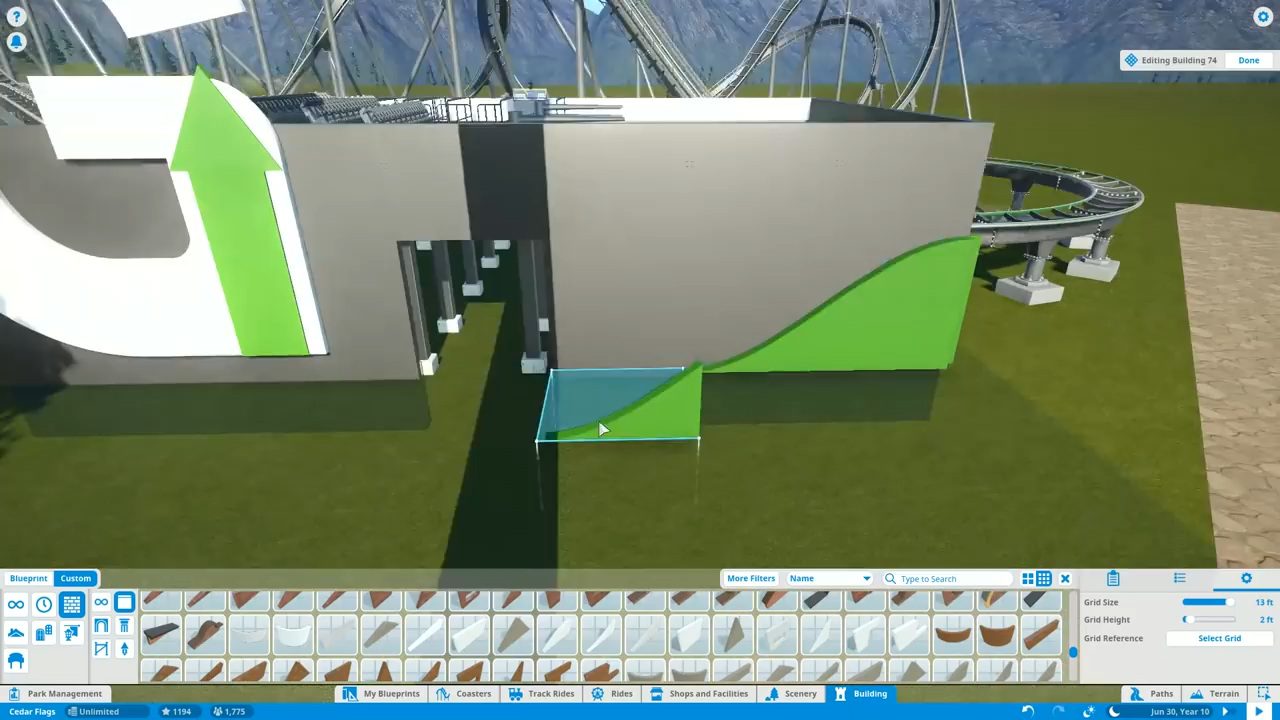 ?
Editing Building 74
Done
Blueprint
Custom
More Filters
Name
Type to Search
Grid Size
13 ft
Grid Height
2 ft
Grid Reference
Select Grid
Park Management
My Blueprints
Coasters
Track Rides
Rides
Shops and Facilities
Scenery
Building
Paths
Terrain
Cedar Flags
Unlimited
1194
1,775
Jun 30, Year 10